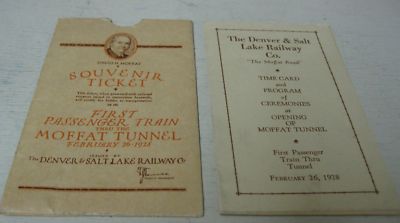 DAVID H. MOFFAT
SOUVENIR
TICKET
FIRST
PASSENGER TRAIN
THRU THE
MOFFAT TUNNEL
FEBRUARY 26-1928
ISSUED BY
The DENVER & SALT LAKE RAILWAY Co
The Denver & Salt
Lake Railway
Co.
"The Moffat Road"
TIME CARD
and
PROGRAM
OF
CEREMONIES
at
OPENING
OF
MOFFAT TUNNEL
First Passenger
Train Thru
Tunnel
FEBRUARY 26, 1928